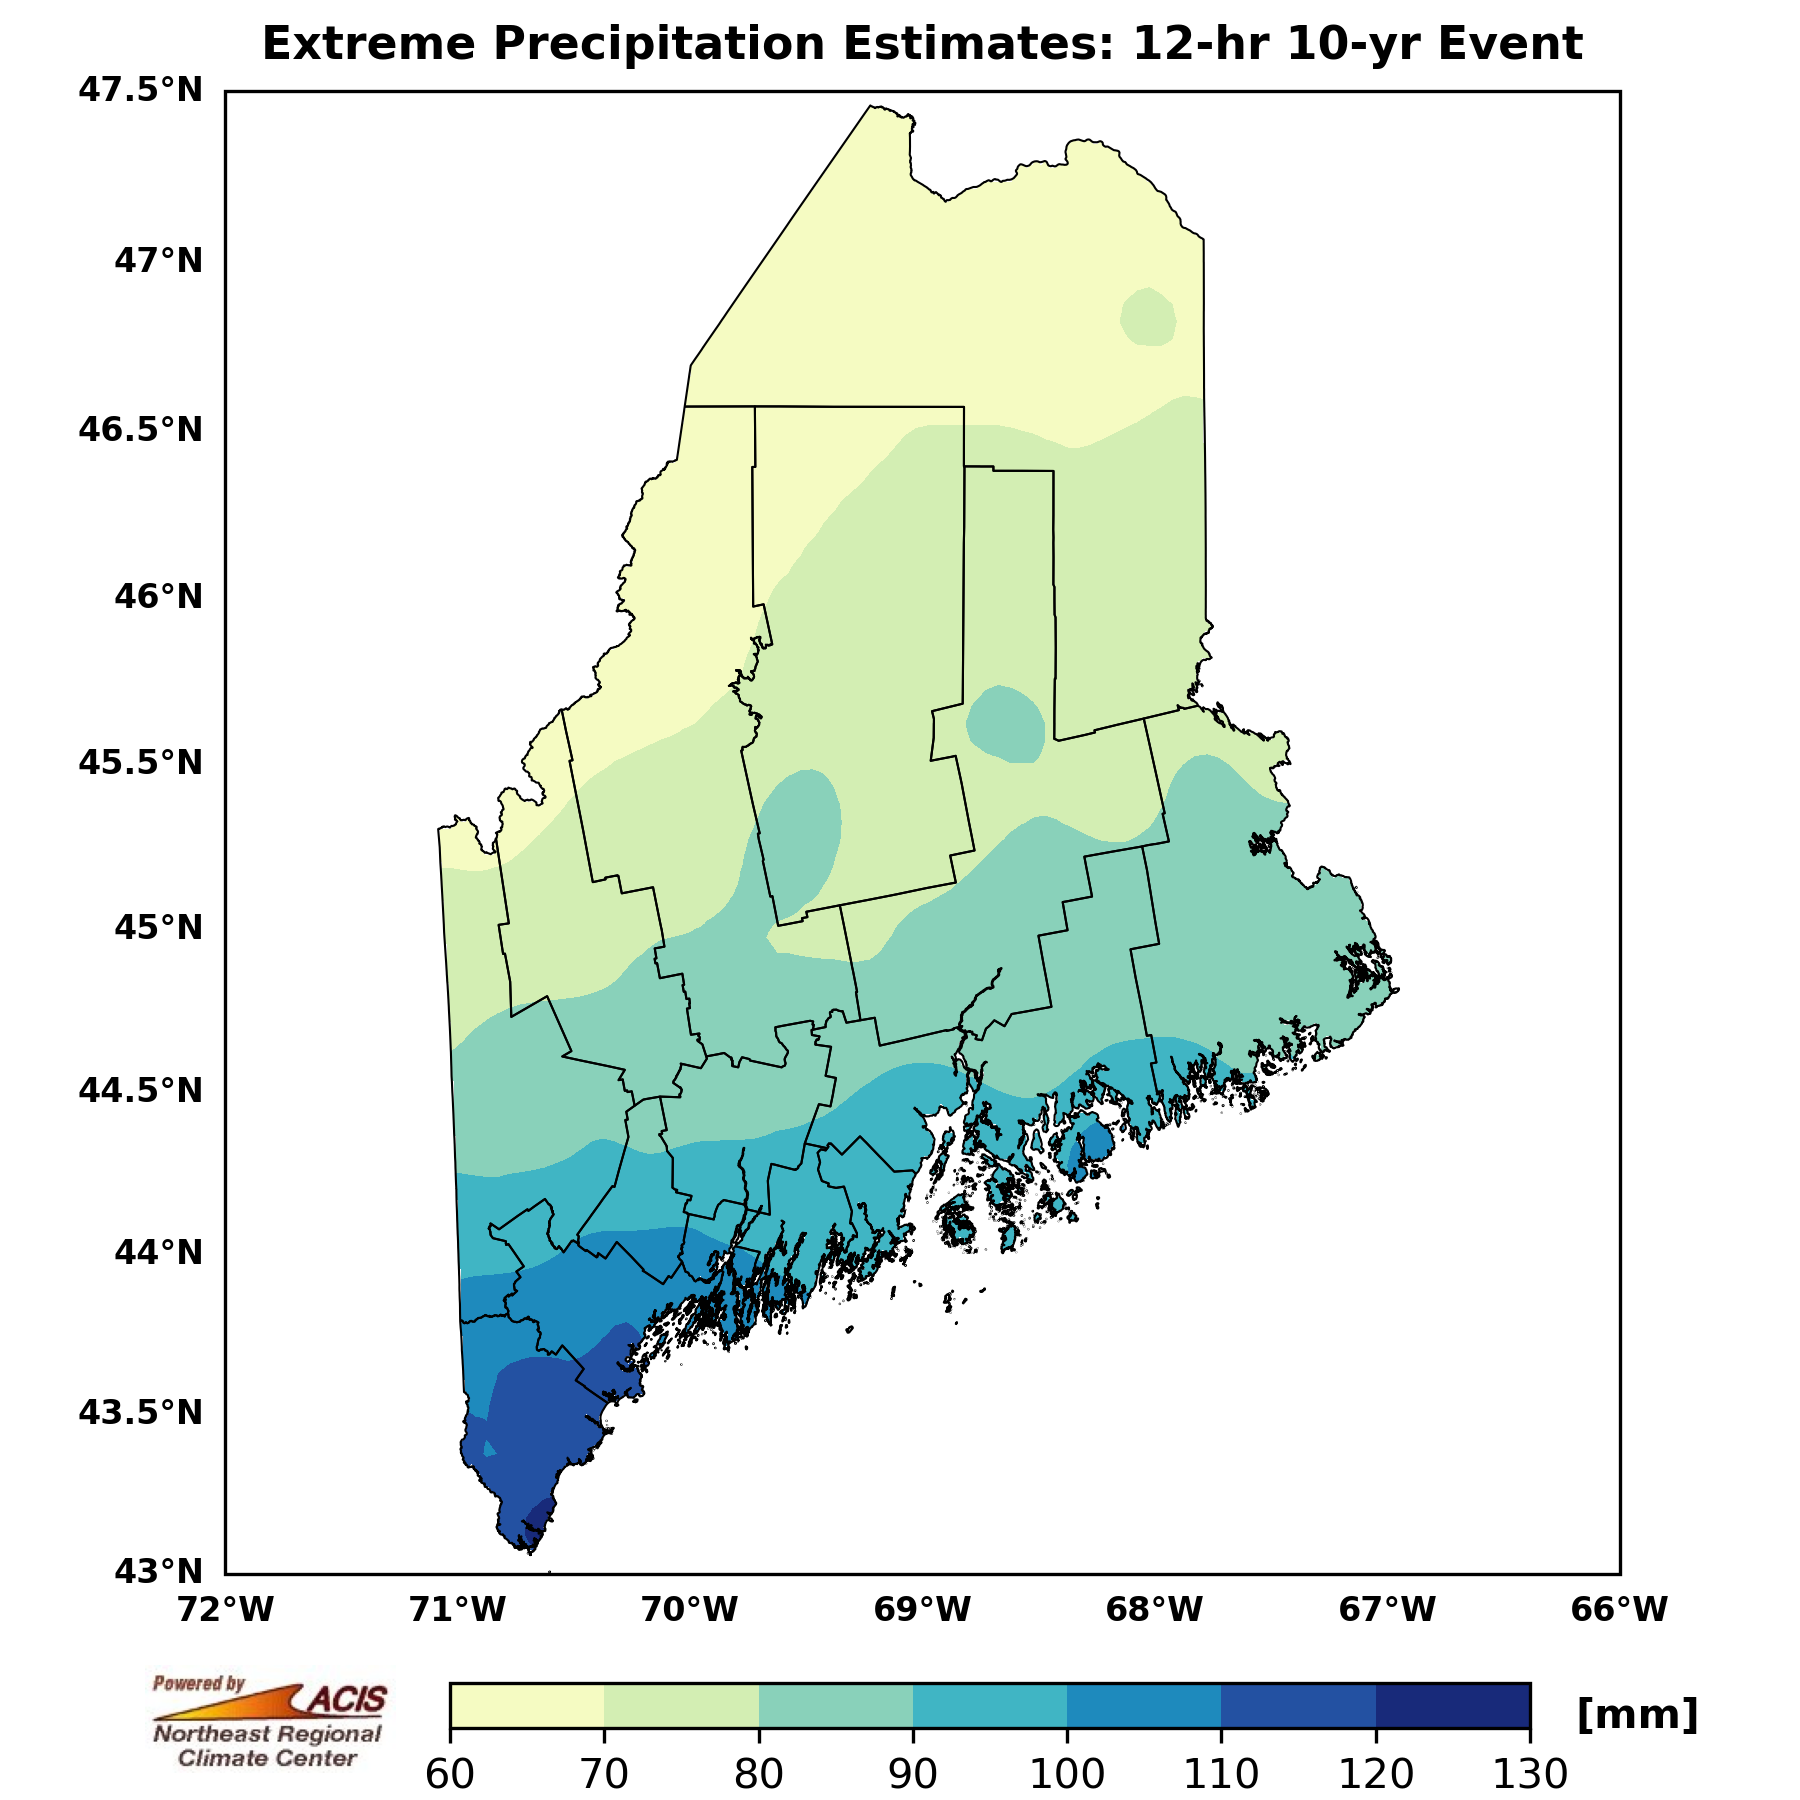 Extreme Precipitation Estimates: 12-hr 10-yr Event
47.5°N
47°N
46.5°N
46°N
45.5°N
45°N
44.5°N
44°N
43.5°N
43°N
72°W 71°W 70°W 69°W 68°W 67°W 66°W
Powered by
ACIS
Northeast Regional
Climate Center
[mm]
60 70 80 90 100 110 120 130